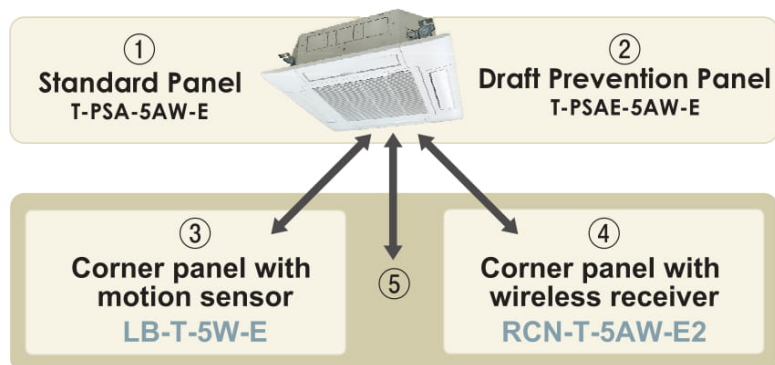 ①
Standard Panel
T-PSA-5AW-E
②
Draft Prevention Panel
T-PSAE-5AW-E
③
Corner panel with
motion sensor
LB-T-5W-E
⑤
④
Corner panel with
wireless receiver
RCN-T-5AW-E2